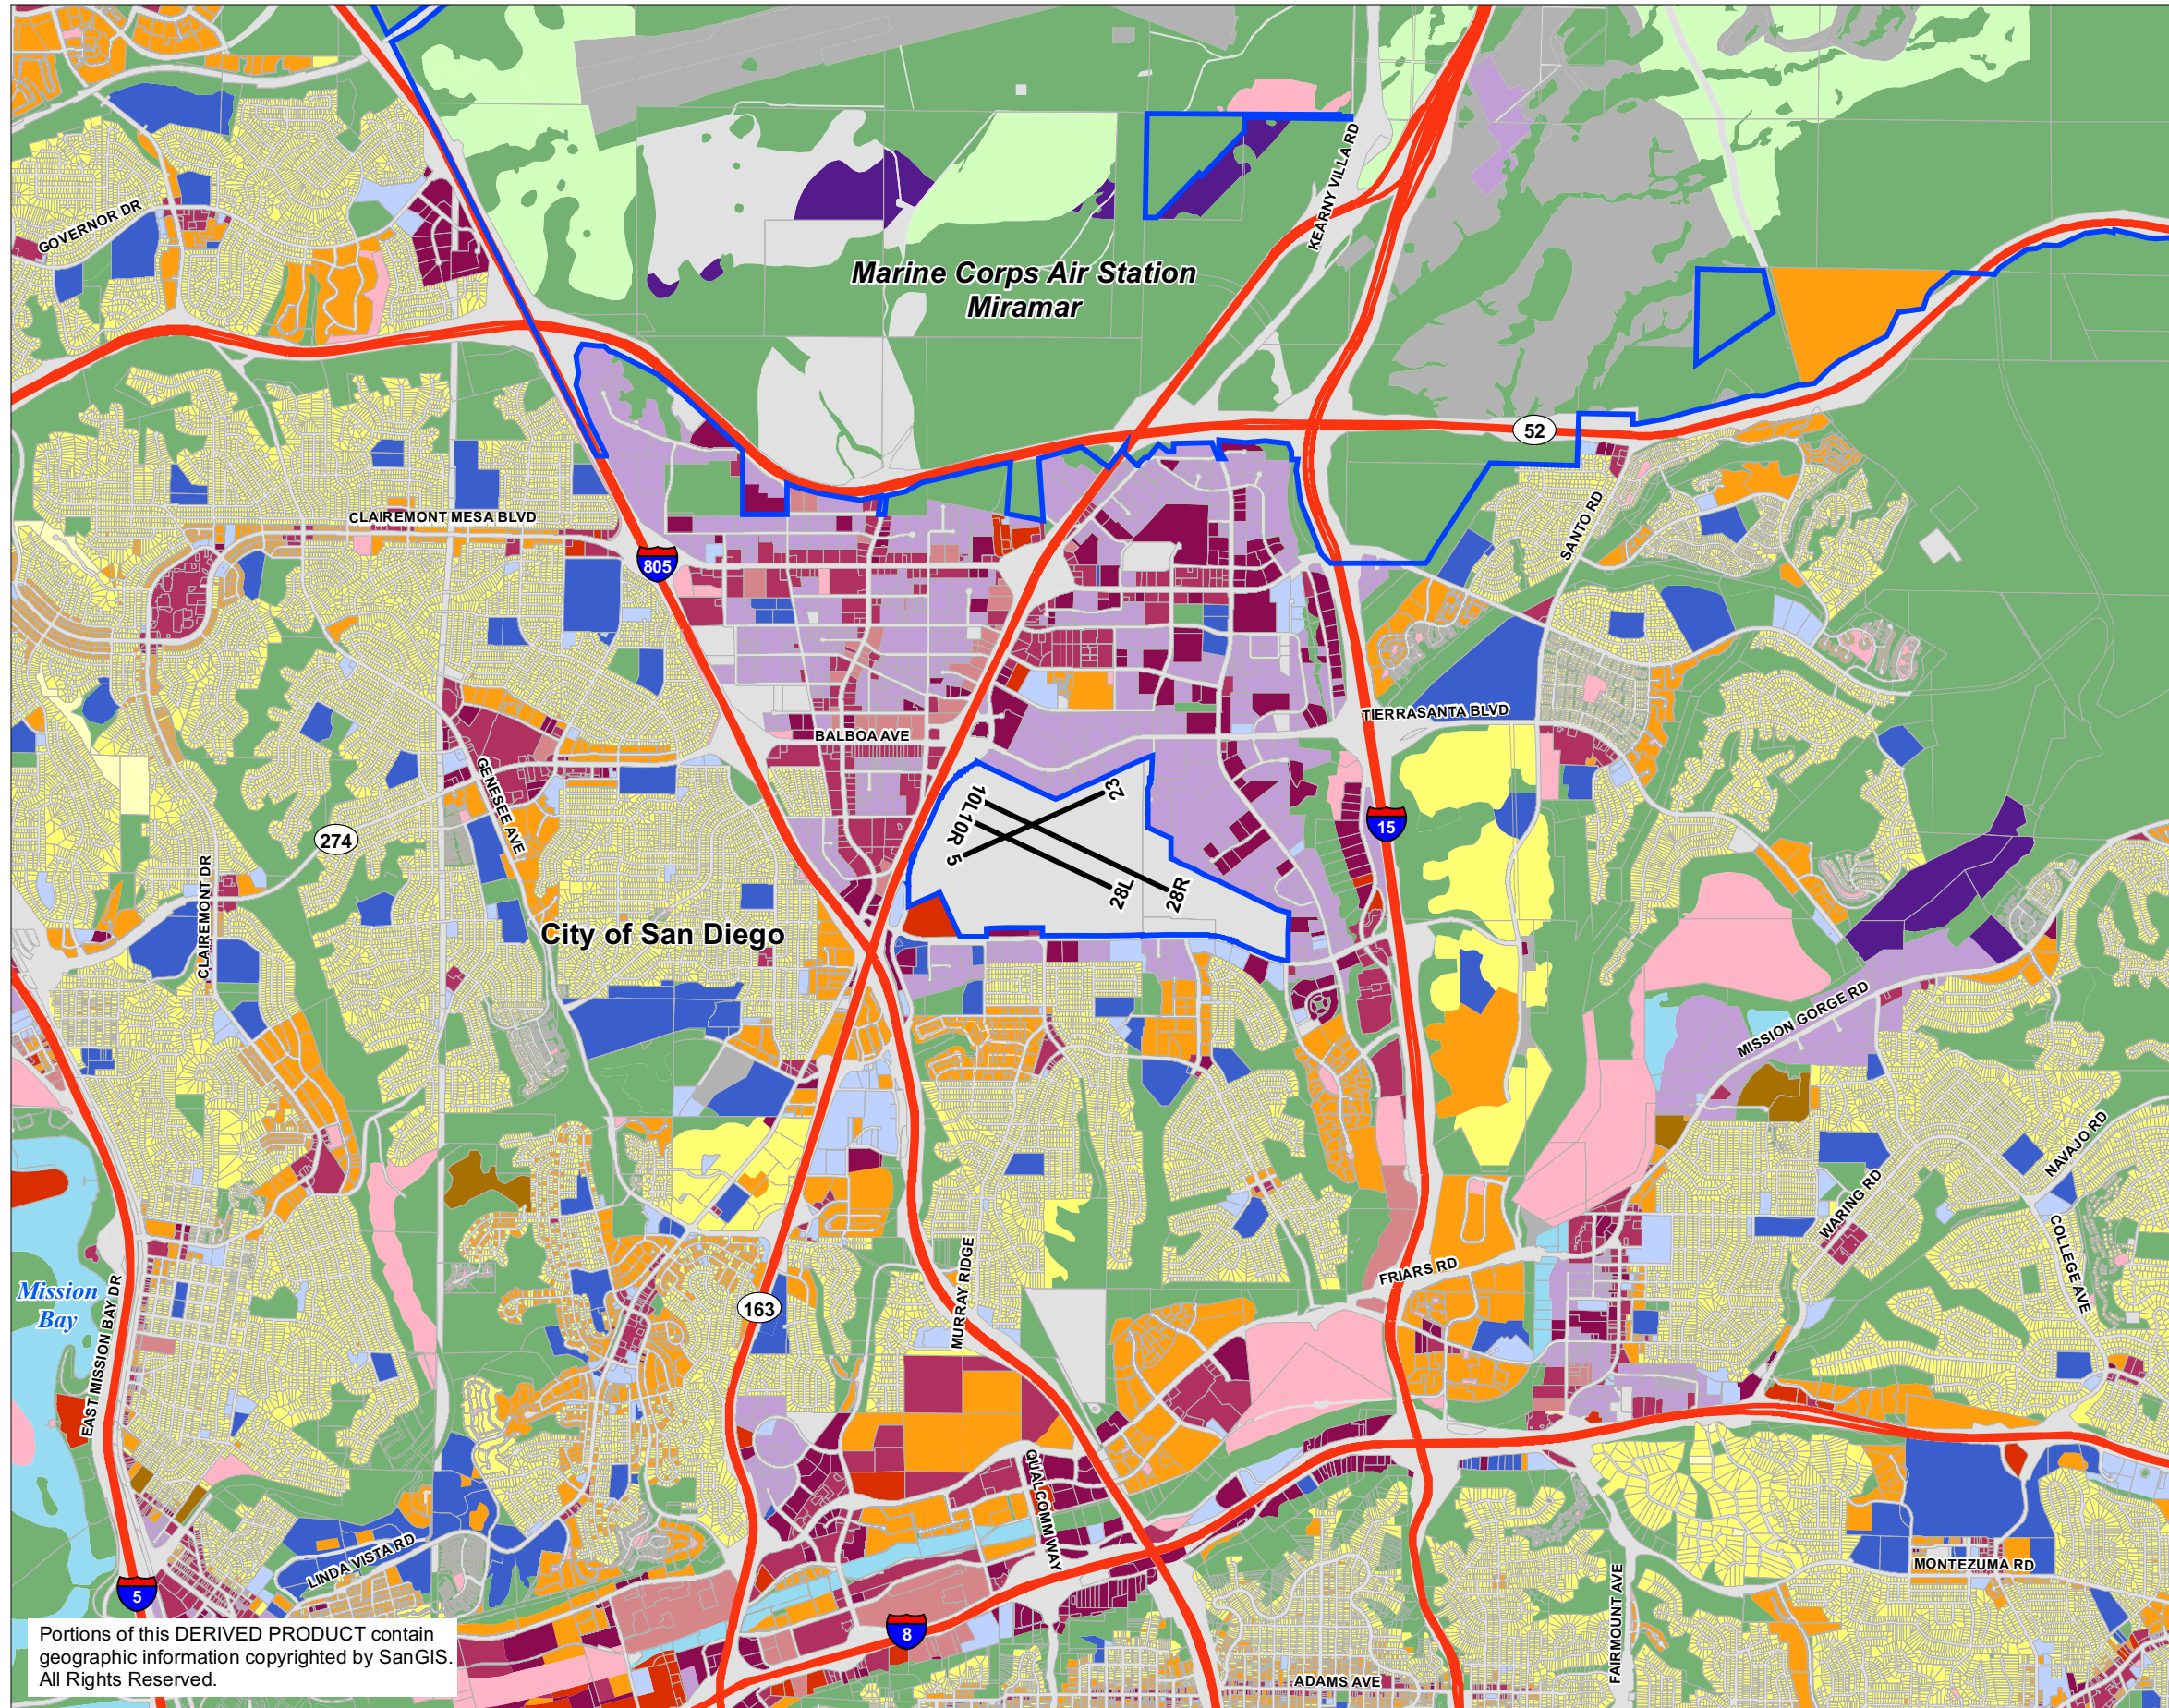 KEARNY VILLA RD
GOVERNOR DR
Marine Corps Air Station
Miramar
52
CLAIREMONT MESA BLVD
SANTO RD
805
TIERRASANTA BLVD
BALBOA AVE
GENESEE AVE
10L
10R
5
23
28L
28R
15
274
CLAIREMONT DR
City of San Diego
MISSION GORGE RD
NAVAJO RD
WARING RD
COLLEGE AVE
MURRAY RIDGE
FRIARS RD
Mission
Bay
EAST MISSION BAY DR
163
QUALCOMM WAY
LINDA VISTA RD
MONTEZUMA RD
FAIRMOUNT AVE
5
8
ADAMS AVE
Portions of this DERIVED PRODUCT contain
geographic information copyrighted by SanGIS.
All Rights Reserved.